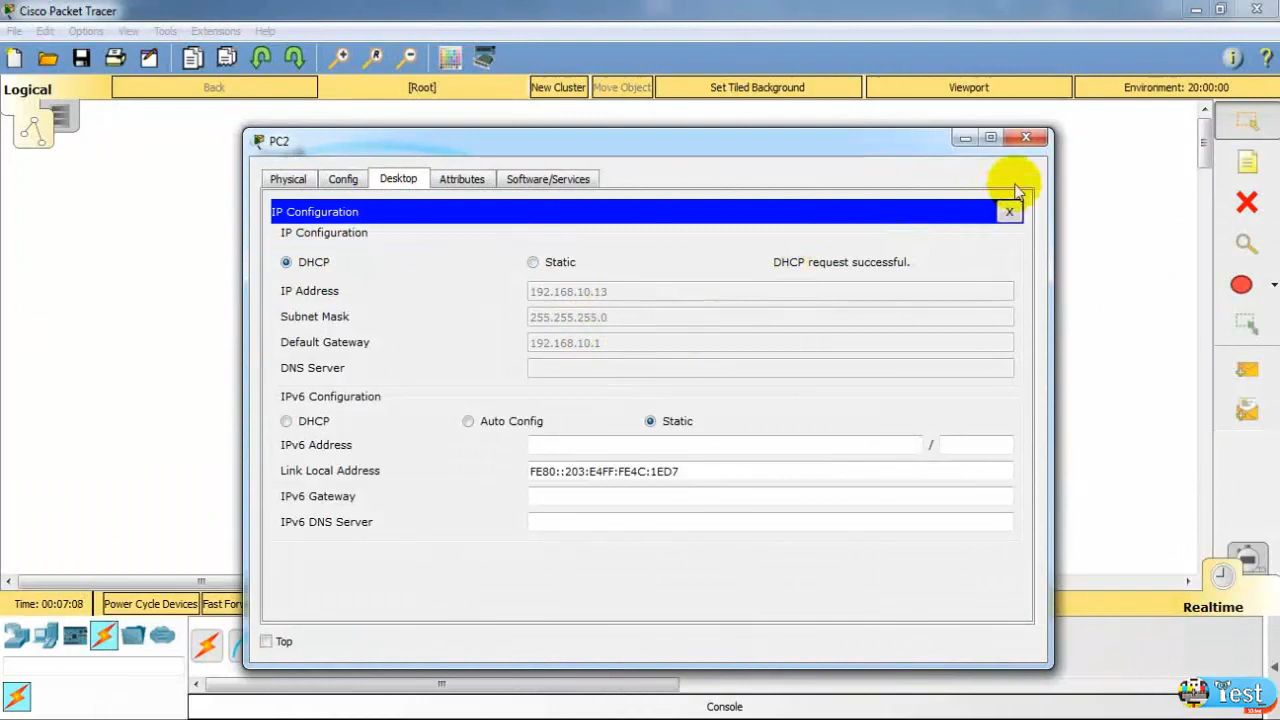 Cisco Packet Tracer
File Edit Options View Tools Extensions Help
Logical
Back
[Root]
New Cluster
Move Object
Set Tiled Background
Viewport
Environment: 20:00:00
PC2
Physical Config Desktop Attributes Software/Services
IP Configuration
X
IP Configuration
DHCP Static DHCP request successful.
IP Address 192.168.10.13
Subnet Mask 255.255.255.0
Default Gateway 192.168.10.1
DNS Server
IPv6 Configuration
DHCP Auto Config Static
IPv6 Address /
Link Local Address FE80::203:E4FF:FE4C:1ED7
IPv6 Gateway
IPv6 DNS Server
Top
Time: 00:07:08 Power Cycle Devices Fast For
Realtime
Console
Test